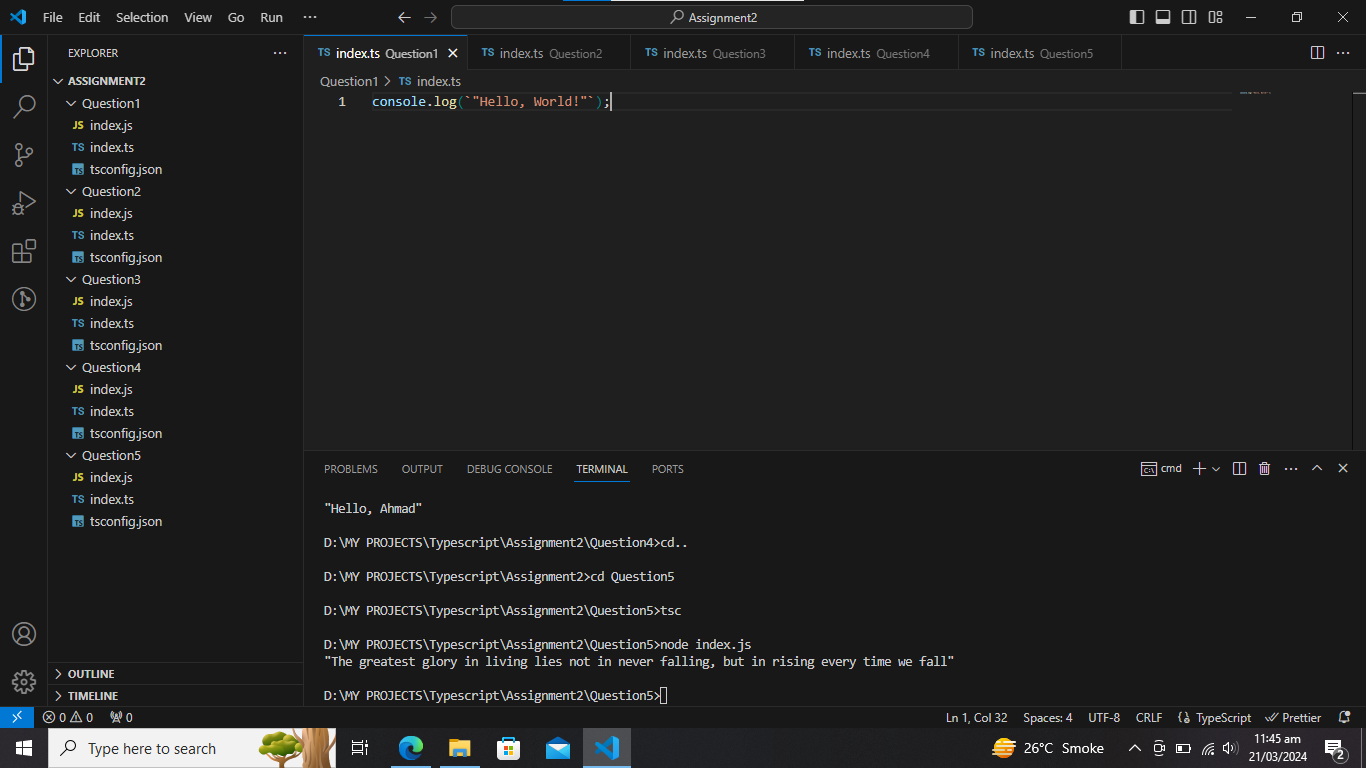 File Edit Selection View Go Run ··· Assignment2
EXPLORER ···
ASSIGNMENT2
Question1
JS index.js
TS index.ts
tsconfig.json
Question2
JS index.js
TS index.ts
tsconfig.json
Question3
JS index.js
TS index.ts
tsconfig.json
Question4
JS index.js
TS index.ts
tsconfig.json
Question5
JS index.js
TS index.ts
tsconfig.json
OUTLINE
TIMELINE
TS index.ts Question1 TS index.ts Question2 TS index.ts Question3 TS index.ts Question4 TS index.ts Question5
Question1 > TS index.ts
1 console.log(`"Hello, World!"`);
PROBLEMS OUTPUT DEBUG CONSOLE TERMINAL PORTS cmd
"Hello, Ahmad"
D:\MY PROJECTS\Typescript\Assignment2\Question4>cd..
D:\MY PROJECTS\Typescript\Assignment2>cd Question5
D:\MY PROJECTS\Typescript\Assignment2\Question5>tsc
D:\MY PROJECTS\Typescript\Assignment2\Question5>node index.js
"The greatest glory in living lies not in never falling, but in rising every time we fall"
D:\MY PROJECTS\Typescript\Assignment2\Question5>
0 0 0 Ln 1, Col 32 Spaces: 4 UTF-8 CRLF {} TypeScript Prettier
Type here to search 26°C Smoke 11:45 am
21/03/2024 2